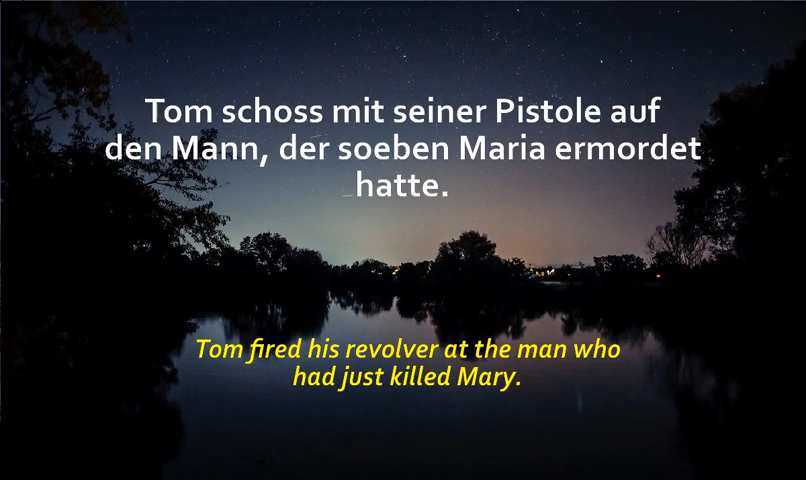 Tom schoss mit seiner Pistole auf
den Mann, der soeben Maria ermordet
hatte.
Tom fired his revolver at the man who
had just killed Mary.